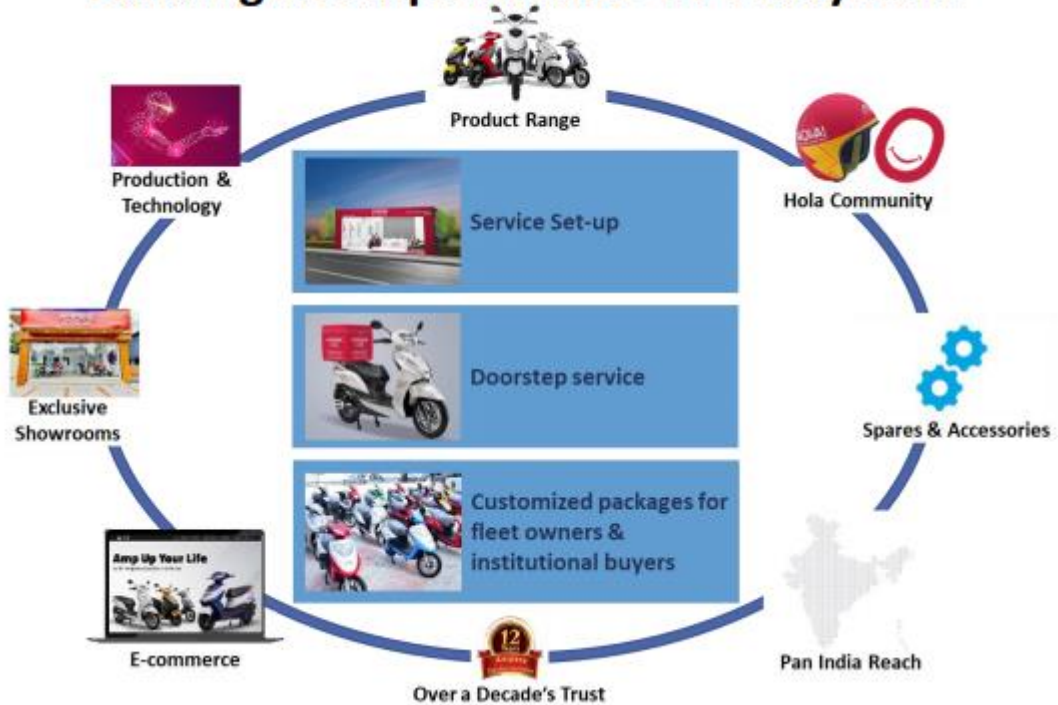 Product Range
Production &
Technology
Hola Community
Service Set-up
Doorstep service
Exclusive
Showrooms
Spares & Accessories
Customized packages for
fleet owners &
institutional buyers
Amp Up Your Life
E-commerce
12
Pan India Reach
Over a Decade's Trust